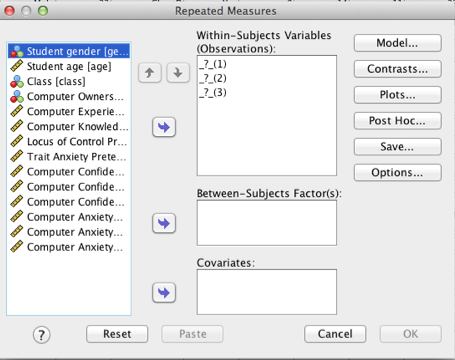 Repeated Measures
Student gender [ge...
Student age [age]
Class [class]
Computer Owners...
Computer Experie...
Computer Knowled...
Locus of Control Pr...
Trait Anxiety Prete...
Computer Confide...
Computer Confide...
Computer Confide...
Computer Anxiety...
Computer Anxiety...
Computer Anxiety...
Within-Subjects Variables
(Observations):
_?_(1)
_?_(2)
_?_(3)
Between-Subjects Factor(s):
Covariates:
Model...
Contrasts...
Plots...
Post Hoc...
Save...
Options...
?
Reset
Paste
Cancel
OK